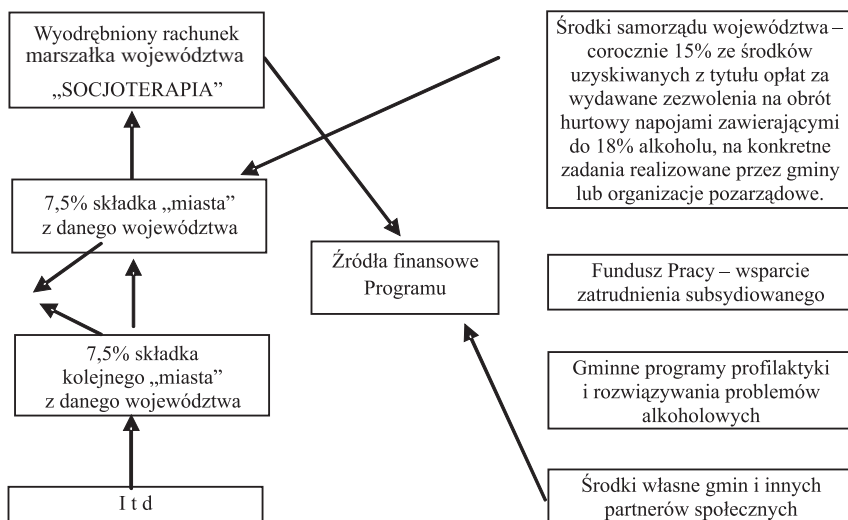 Wyodrębniony rachunek
marszałka województwa
„SOCJOTERAPIA”
7,5% składka „miasta”
z danego województwa
7,5% składka
kolejnego „miasta”
z danego województwa
I t d
Źródła finansowe
Programu
Środki samorządu województwa –
corocznie 15% ze środków
uzyskiwanych z tytułu opłat za
wydawane zezwolenia na obrót
hurtowy napojami zawierającymi
do 18% alkoholu, na konkretne
zadania realizowane przez gminy
lub organizacje pozarządowe.
Fundusz Pracy – wsparcie
zatrudnienia subsydiowanego
Gminne programy profilaktyki
i rozwiązywania problemów
alkoholowych
Środki własne gmin i innych
partnerów społecznych